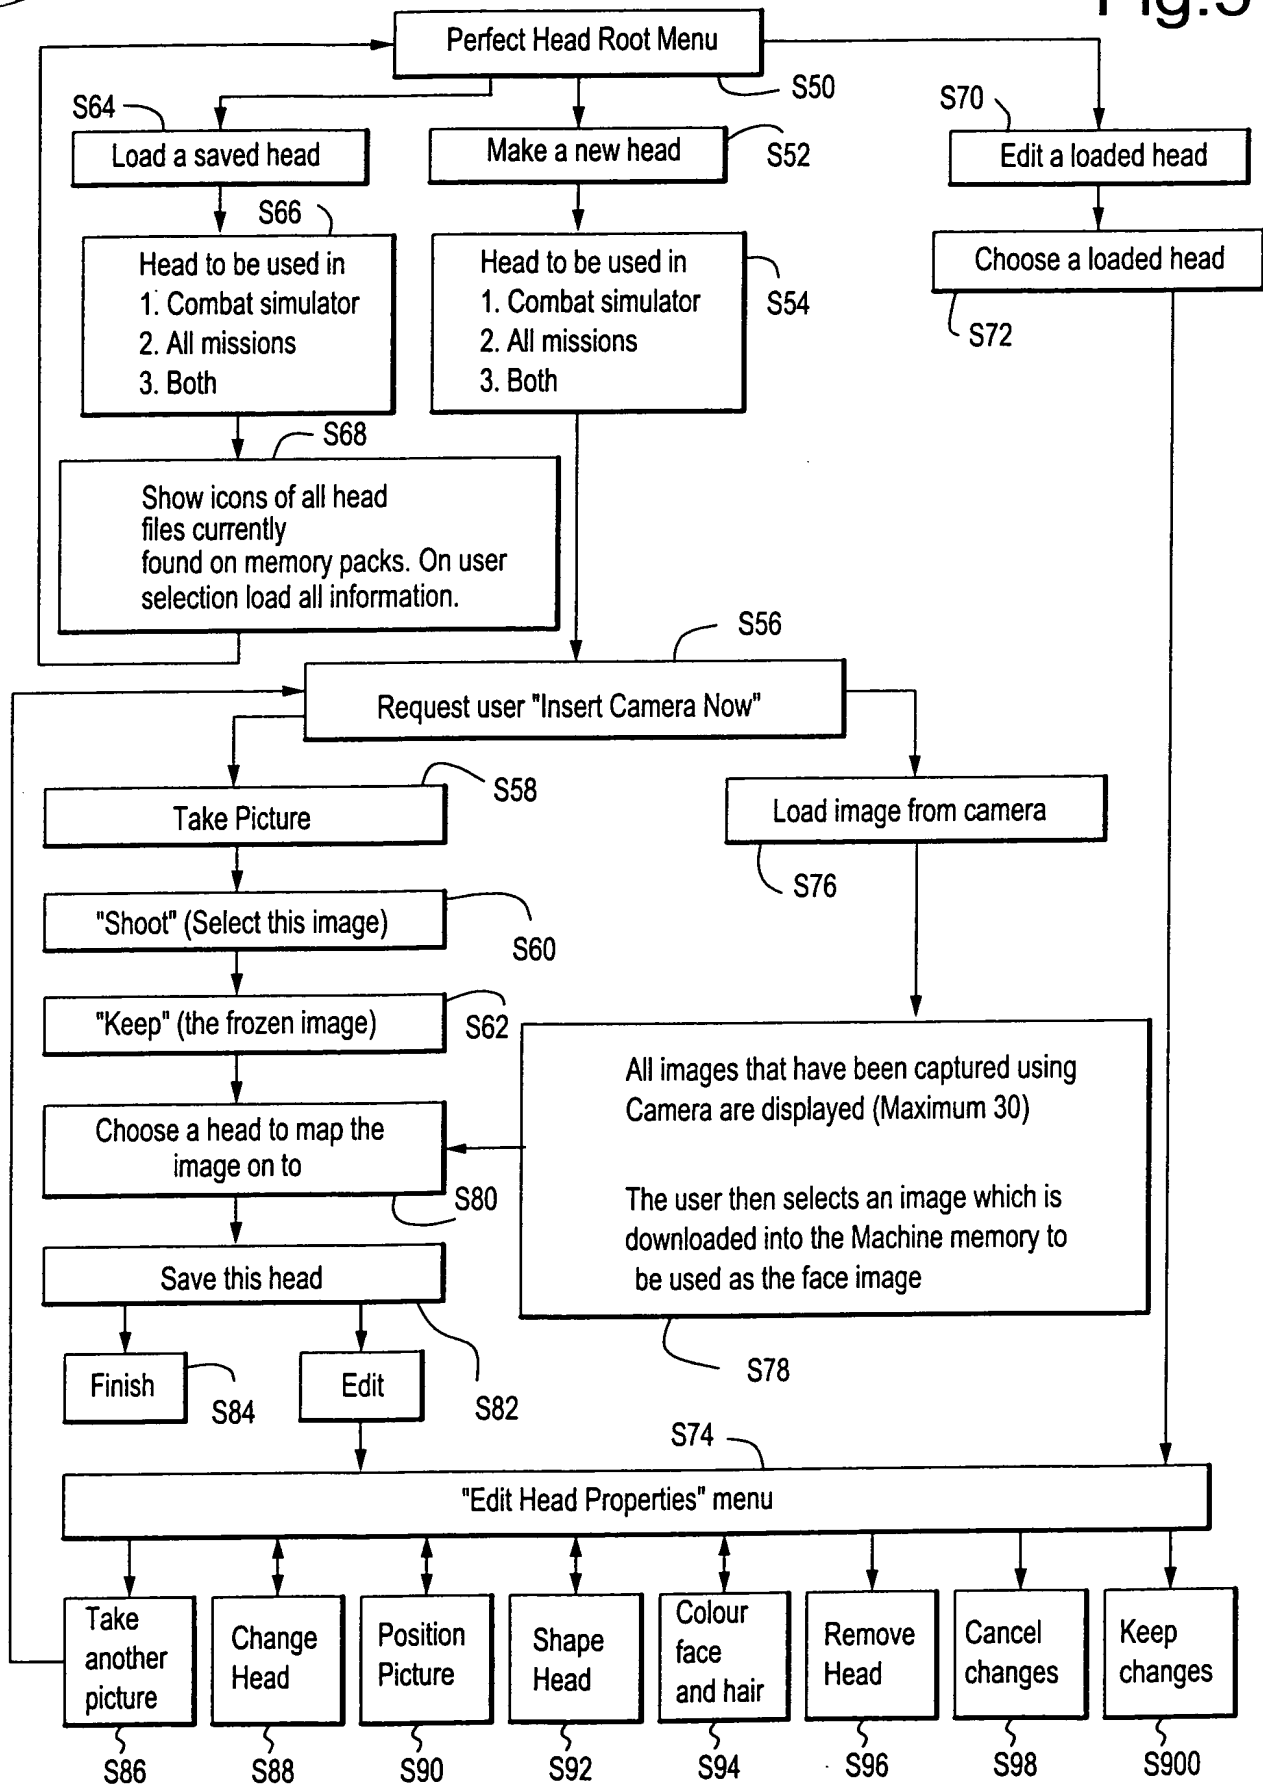 Fig.5
Perfect Head Root Menu
S50
S64
S70
Load a saved head
Make a new head
S52
Edit a loaded head
S66
Head to be used in
1. Combat simulator
2. All missions
3. Both
Head to be used in
1. Combat simulator
2. All missions
3. Both
S54
Choose a loaded head
S72
S68
Show icons of all head
files currently
found on memory packs. On user
selection load all information.
S56
Request user "Insert Camera Now"
S58
Take Picture
Load image from camera
S76
"Shoot" (Select this image)
S60
"Keep" (the frozen image)
S62
All images that have been captured using
Camera are displayed (Maximum 30)
The user then selects an image which is
downloaded into the Machine memory to
be used as the face image
S78
Choose a head to map the
image on to
S80
Save this head
Finish
S84
Edit
S82
S74
"Edit Head Properties" menu
Take
another
picture
Change
Head
Position
Picture
Shape
Head
Colour
face
and hair
Remove
Head
Cancel
changes
Keep
changes
S86
S88
S90
S92
S94
S96
S98
S900